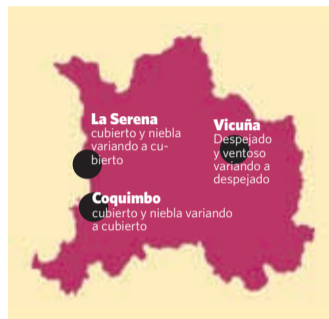 La Serena
cubierto y niebla
variando a cu-
bierto
Vicuña
Despejado
y ventoso
variando a
despejado
Coquimbo
cubierto y niebla variando
a cubierto